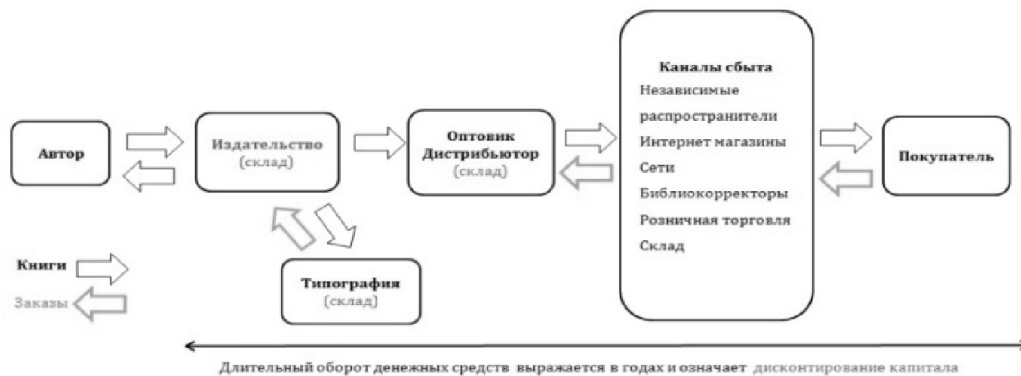 Автор
Издательство
(склад)
Оптовик
Дистрибьютор
(склад)
Каналы сбыта
Независимые
распространители
Интернет магазины
Сети
Библиокорректоры
Розничная торговля
Склад
Покупатель
Типография
(склад)
Книги
Заказы
Длительный оборот денежных средств выражается в годах и означает дисконтирование капитала